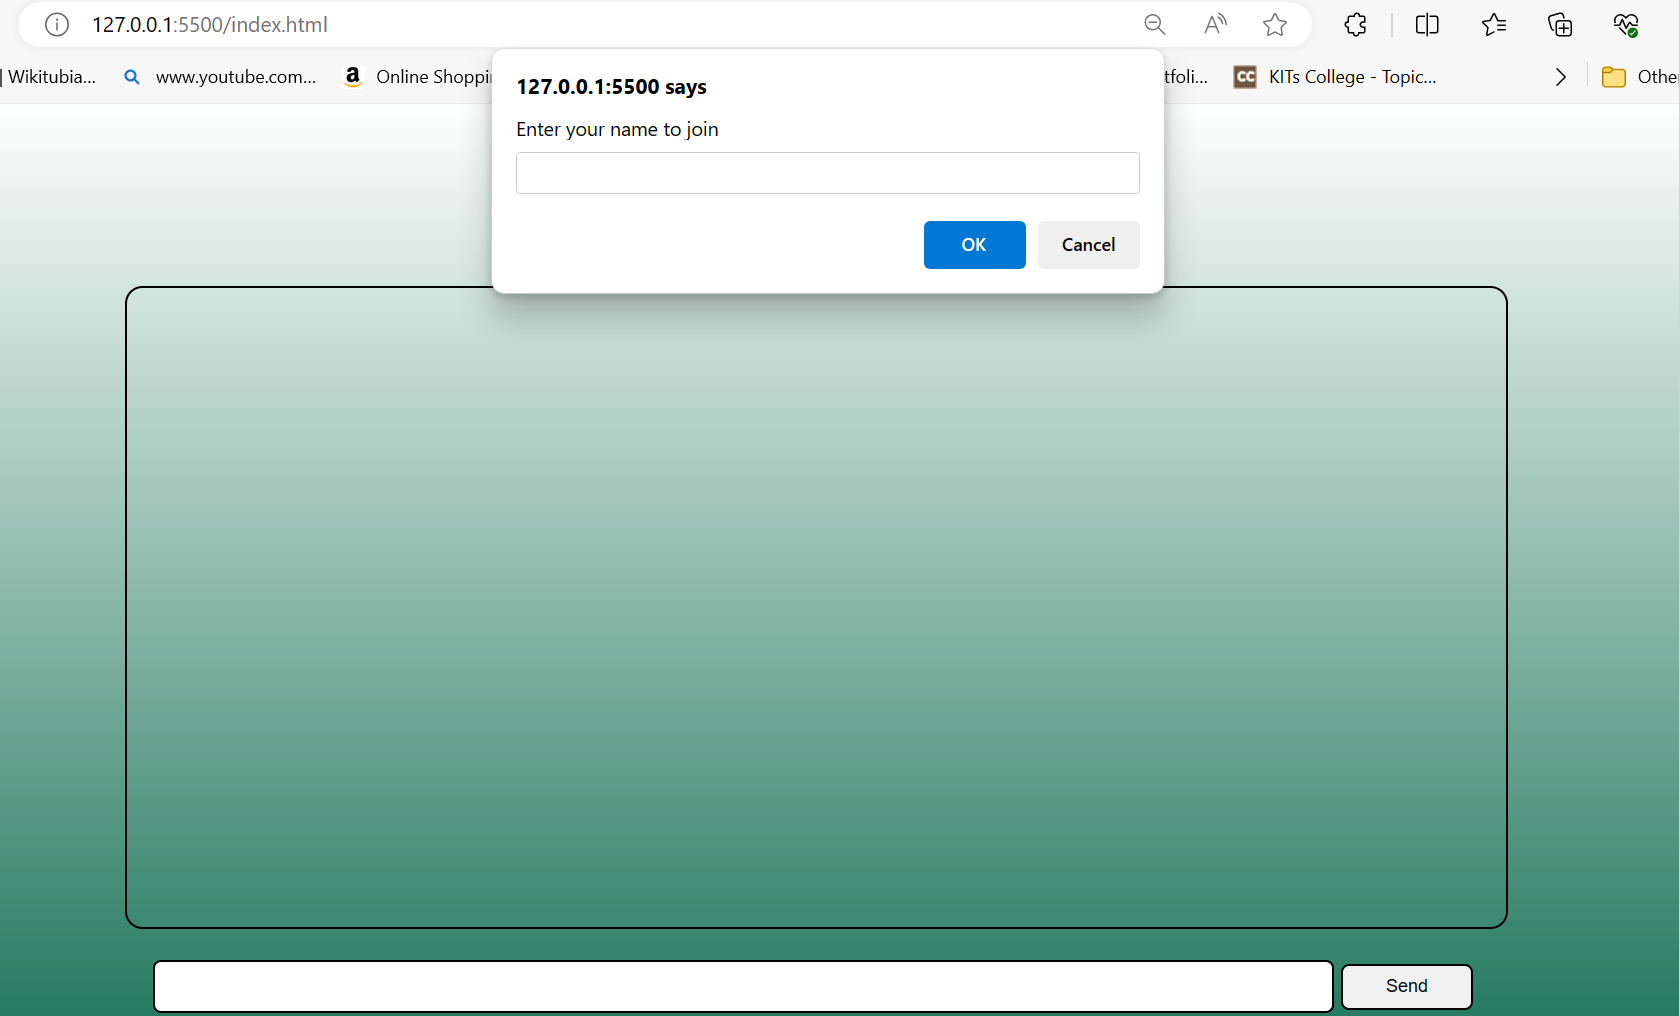 127.0.0.1:5500/index.html
Wikitubia... www.youtube.com... a Online Shoppi tfoli... CC KITs College - Topic... Othe
127.0.0.1:5500 says
Enter your name to join
OK Cancel
Send